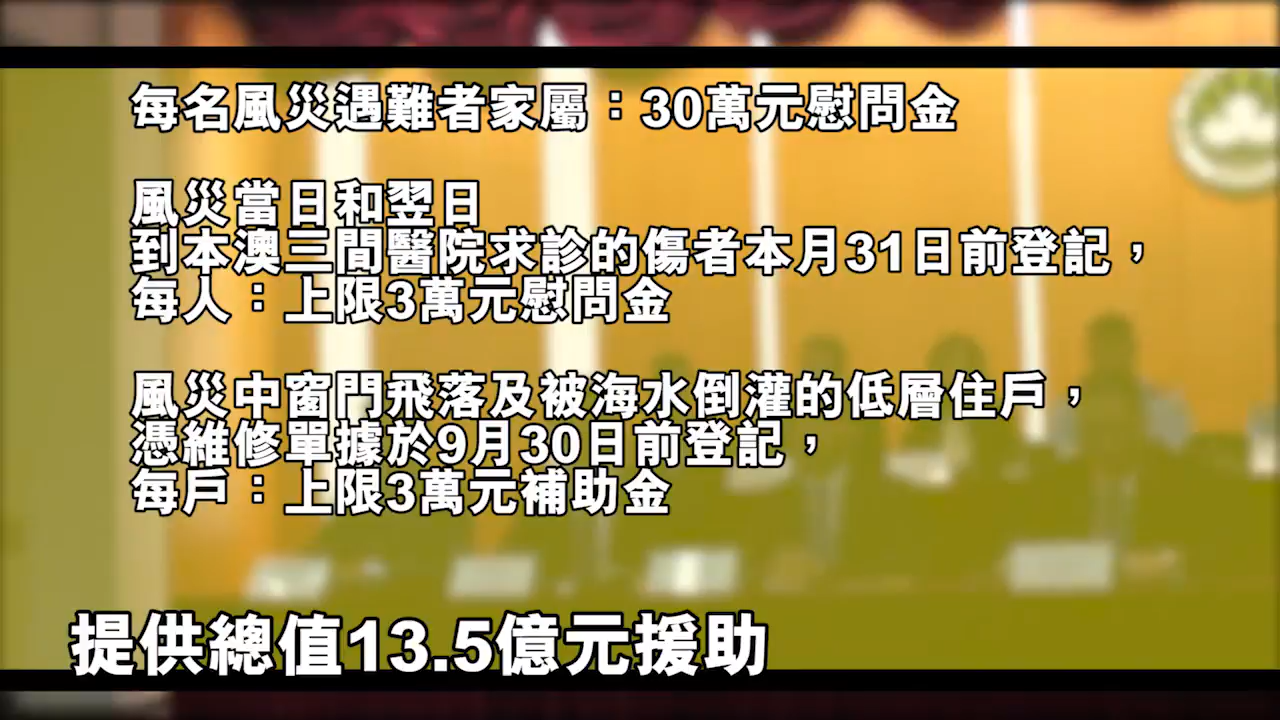 每名風災遇難者家屬：30萬元慰問金
風災當日和翌日
到本澳三間醫院求診的傷者本月31日前登記，
每人：上限3萬元慰問金
風災中窗門飛落及被海水倒灌的低層住戶，
憑維修單據於9月30日前登記，
每戶：上限3萬元補助金
提供總值13.5億元援助